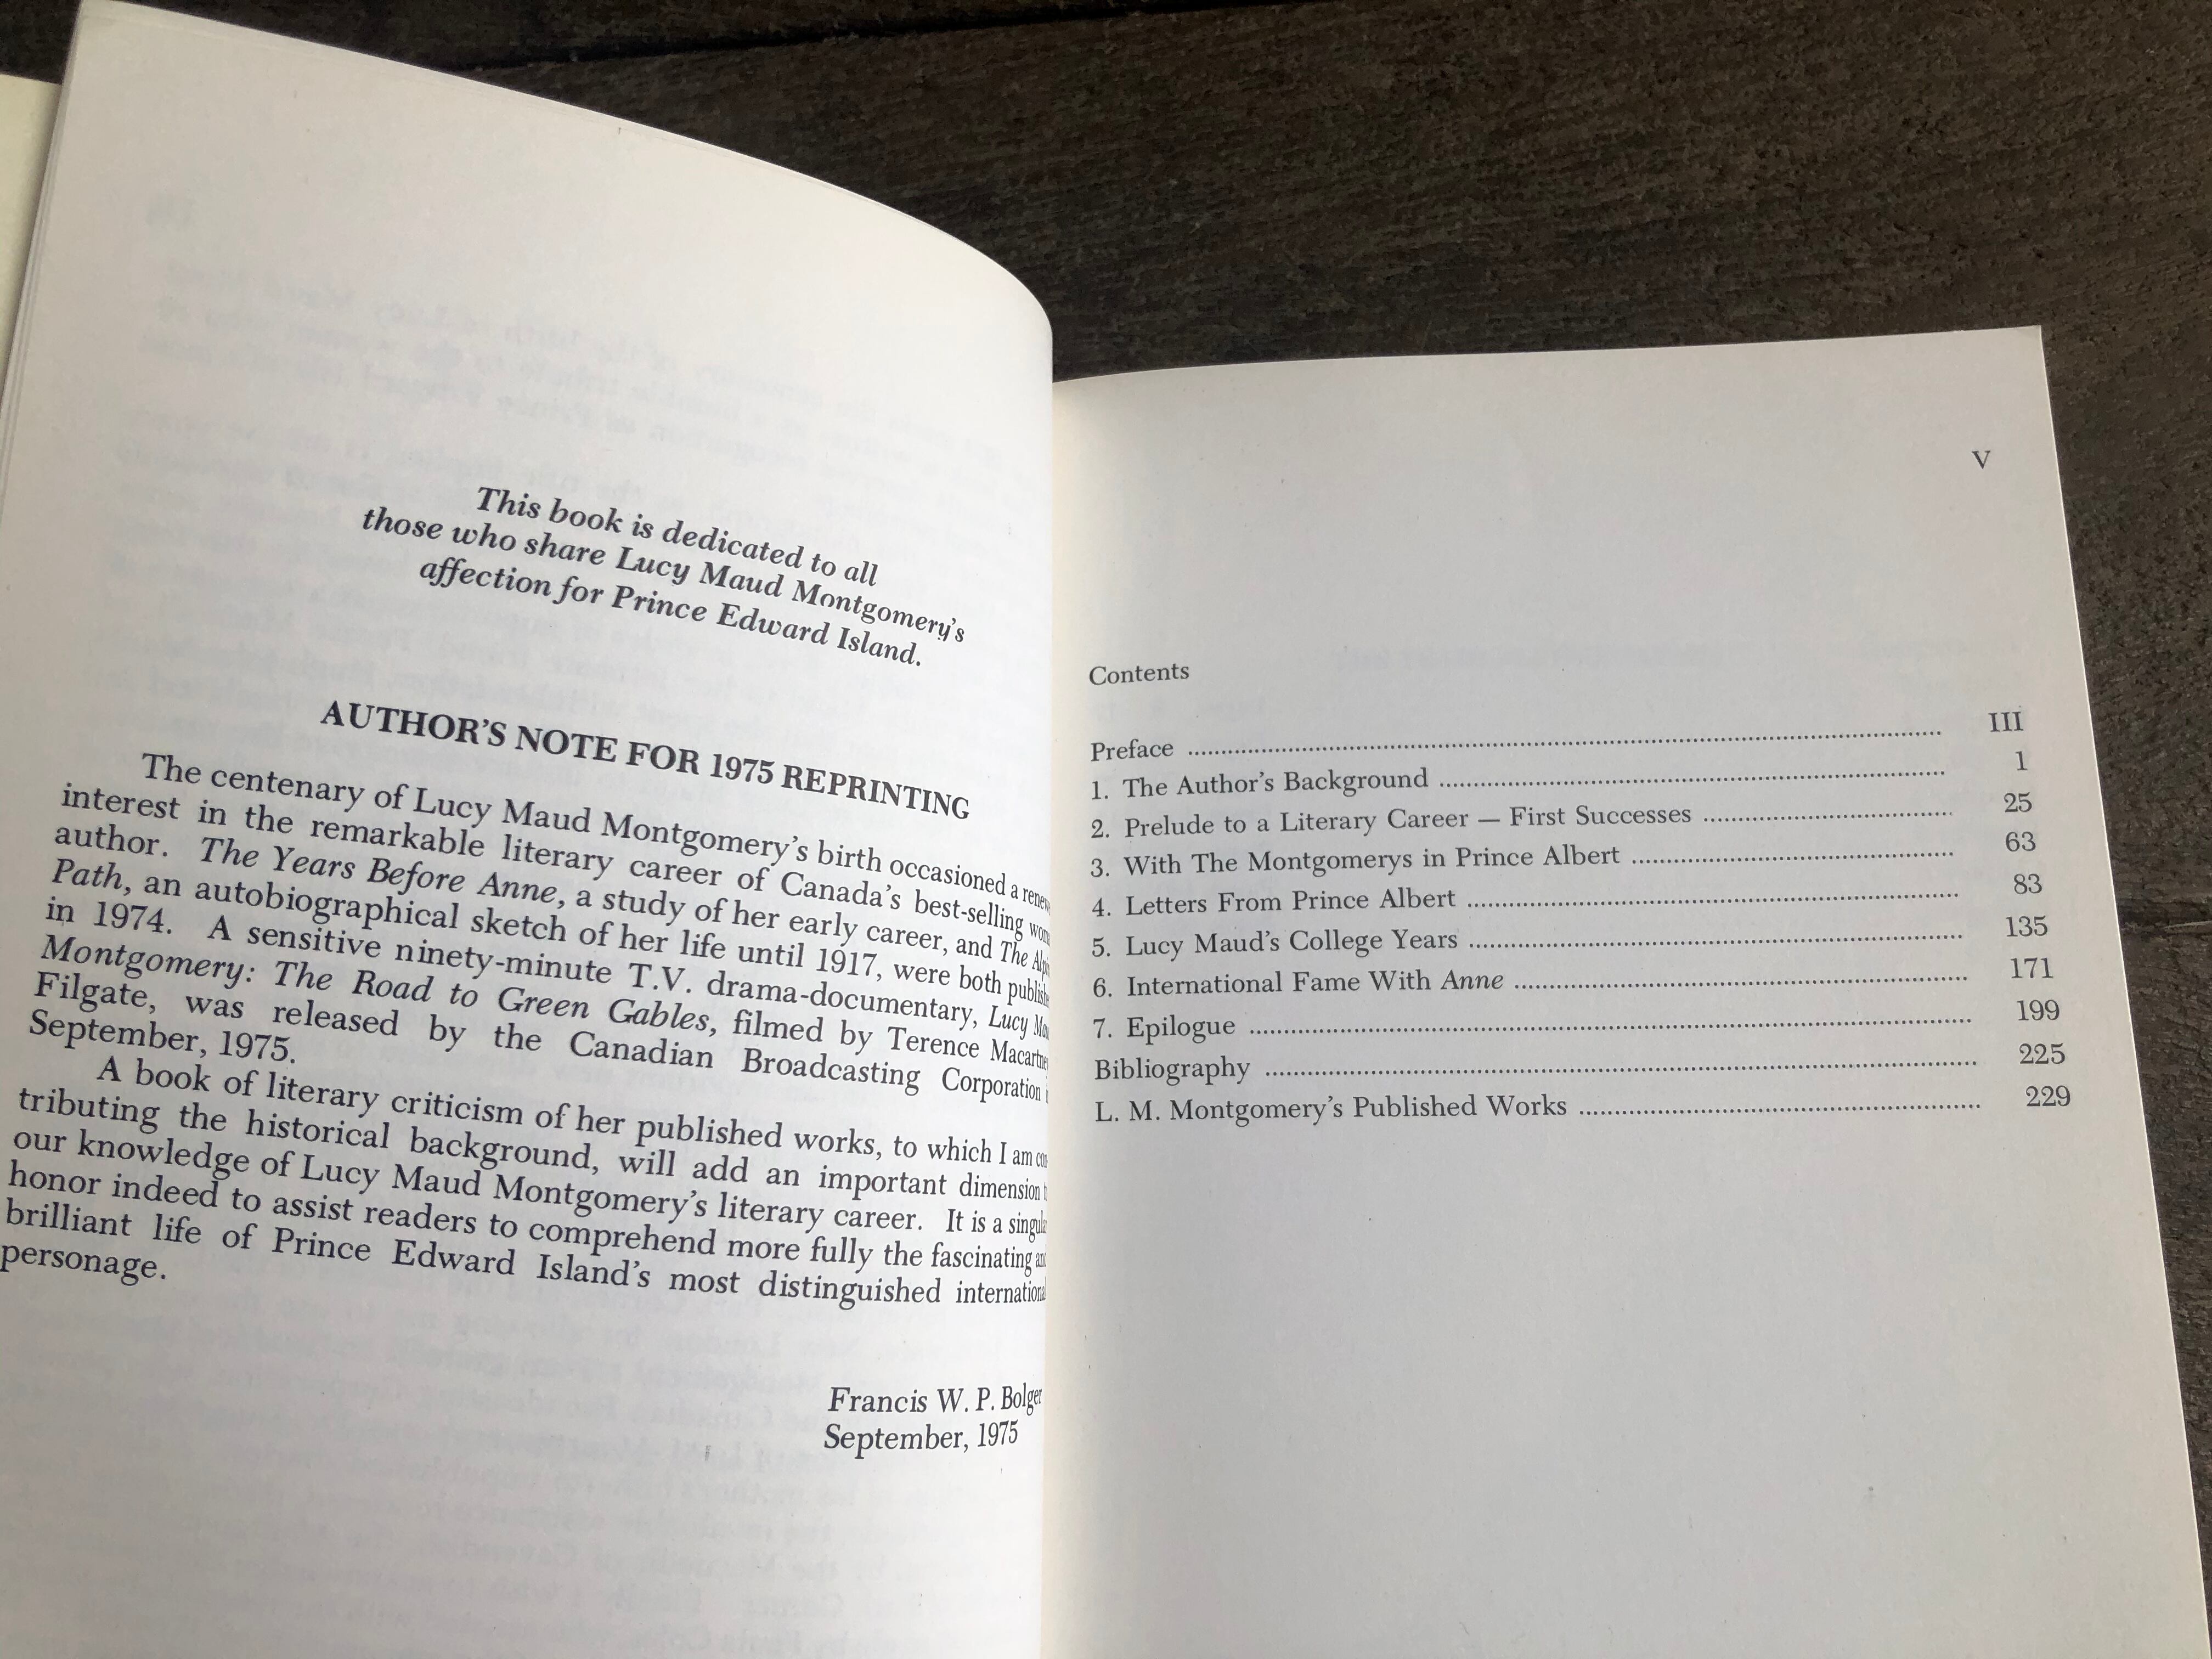 This book is dedicated to all
those who share Lucy Maud Montgomery's
affection for Prince Edward Island.
AUTHOR'S NOTE FOR 1975 REPRINTING
The centenary of Lucy Maud Montgomery's birth occasioned a
interest in the remarkable literary career of Canada's best-selling
author. The Years Before Anne, a study of her early career, and The
Path, an autobiographical sketch of her life until 1917, were both
in 1974. A sensitive ninety-minute T.V. drama-documentary, Lucy
Montgomery: The Road to Green Gables, filmed by Terence
Filgate, was released by the Canadian Broadcasting Corporation
September, 1975.
A book of literary criticism of her published works, to which I am
tributing the historical background, will add an important dimension
our knowledge of Lucy Maud Montgomery's literary career. It is a
honor indeed to assist readers to comprehend more fully the fascinating
brilliant life of Prince Edward Island's most distinguished international
personage.
Francis W. P. Bolger
September, 1975
V
Contents
Preface ........ III
1. The Author's Background ........ 1
2. Prelude to a Literary Career — First Successes ........ 25
3. With The Montgomerys in Prince Albert ........ 63
4. Letters From Prince Albert ........ 83
5. Lucy Maud's College Years ........ 135
6. International Fame With Anne ........ 171
7. Epilogue ........ 199
Bibliography ........ 225
L. M. Montgomery's Published Works ........ 229